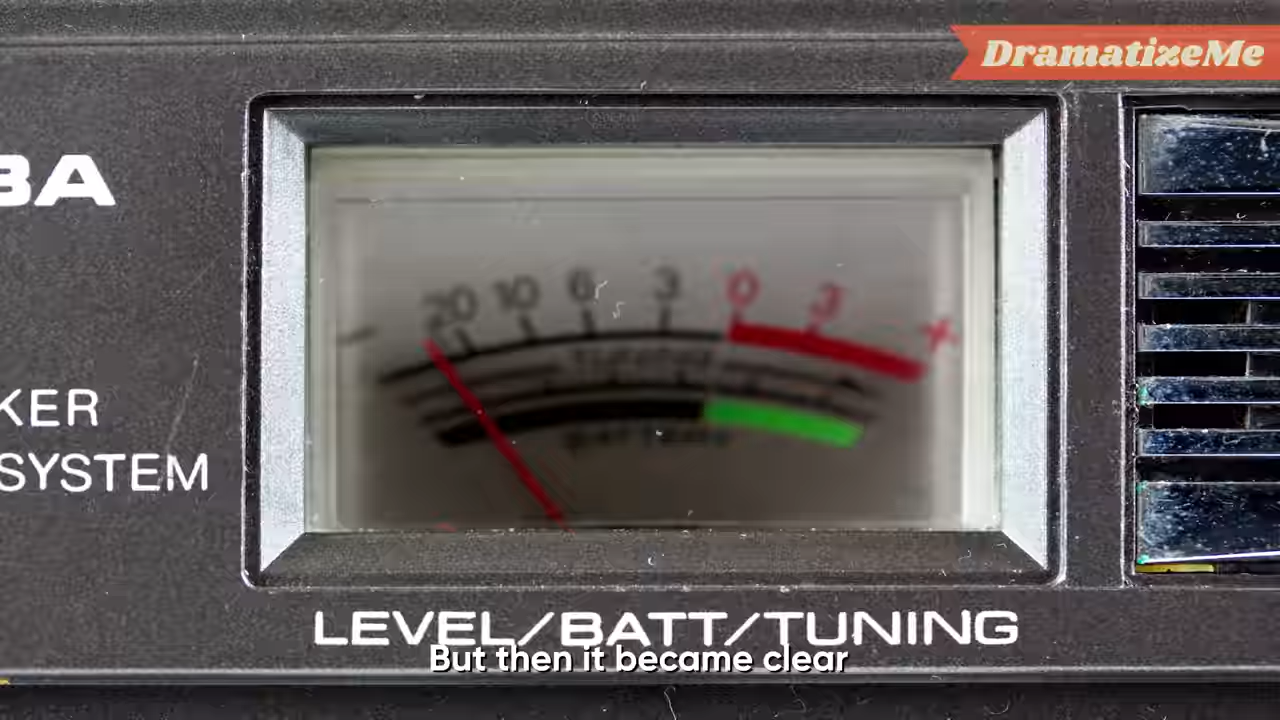 DramatizeMe
BA
20 10 6 3 0 3
- +
KER
SYSTEM
LEVEL/BATT/TUNING
But then it became clear